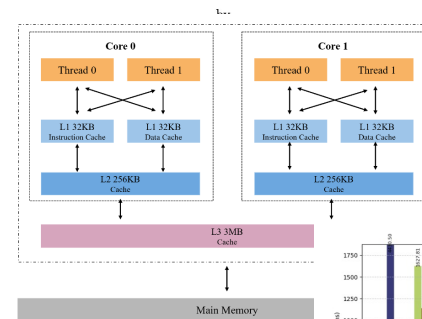 Core 0
Core 1
Thread 0
Thread 1
Thread 0
Thread 1
L1 32KB
Instruction Cache
L1 32KB
Data Cache
L1 32KB
Instruction Cache
L1 32KB
Data Cache
L2 256KB
Cache
L2 256KB
Cache
L3 3MB
Cache
Main Memory
1750
1500
1250
1627.81